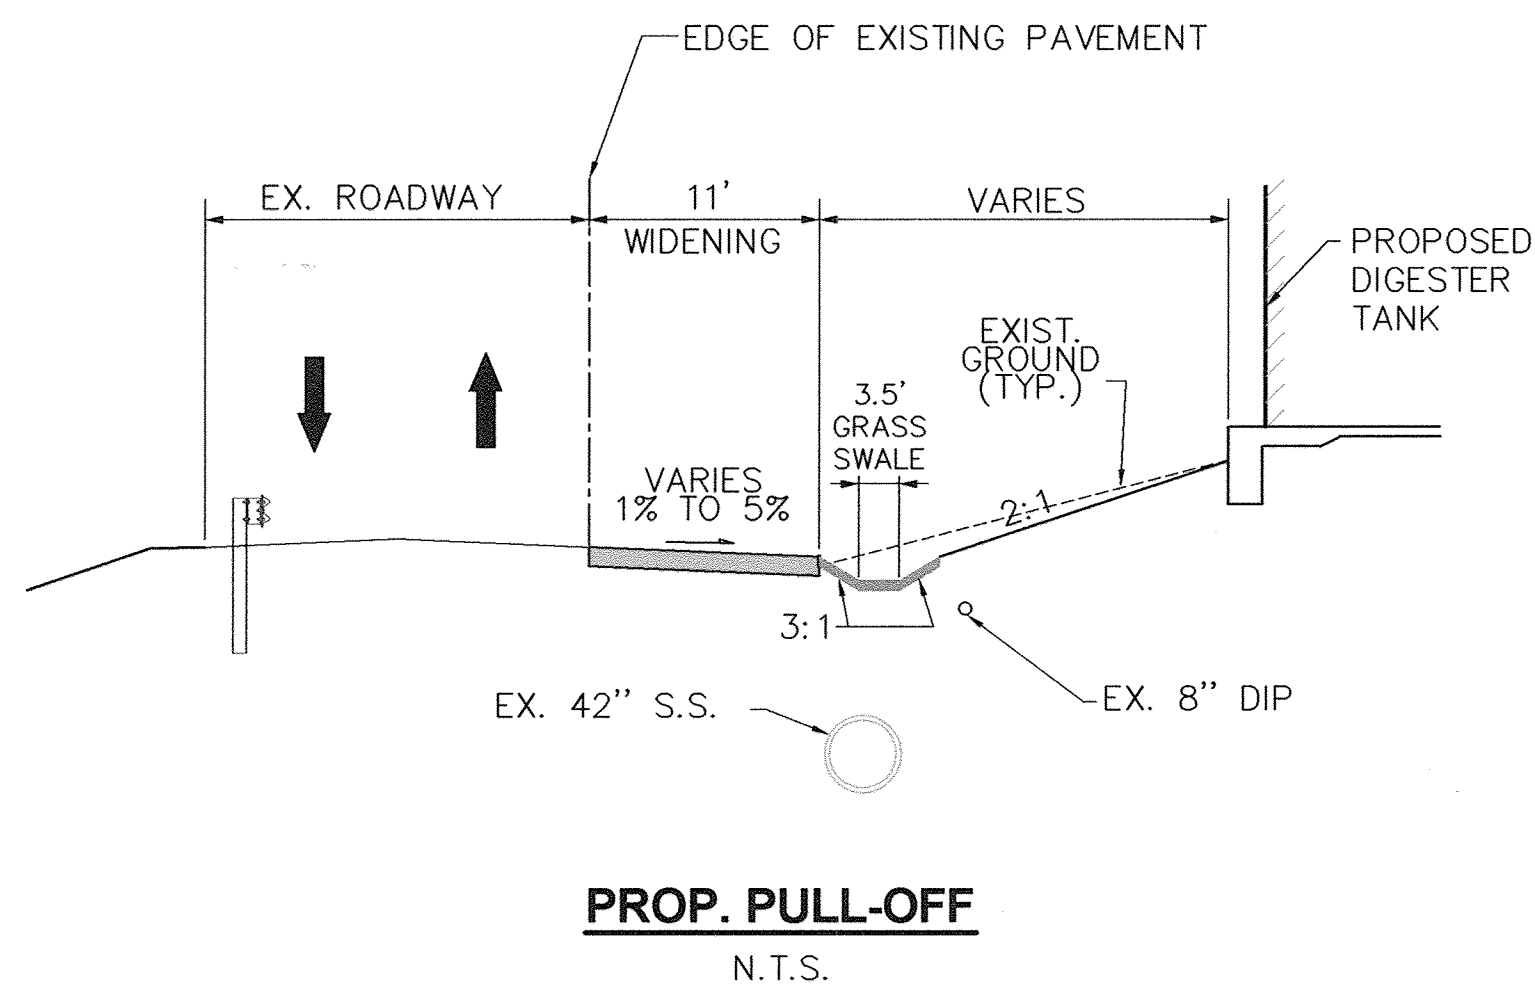 EDGE OF EXISTING PAVEMENT
EX. ROADWAY
11'
WIDENING
VARIES
PROPOSED
DIGESTER
TANK
EXIST.
GROUND
(TYP.)
3.5'
GRASS
SWALE
VARIES
1% TO 5%
2:1
3:1
EX. 42" S.S.
EX. 8" DIP
PROP. PULL-OFF
N.T.S.